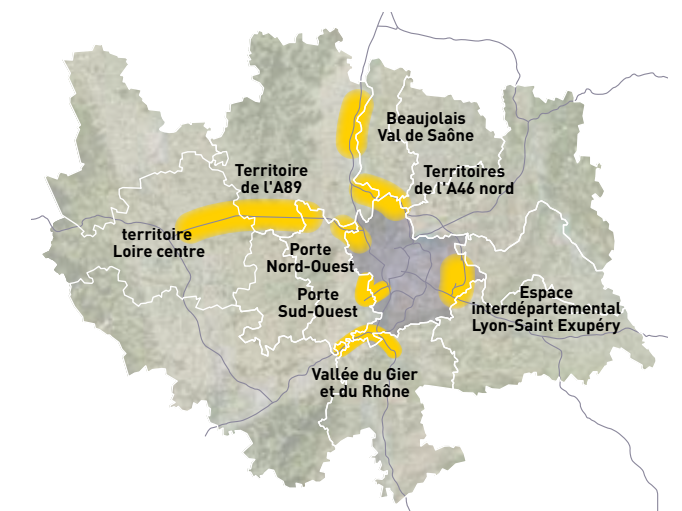 Beaujolais
Val de Saône
Territoire
de l'A89
Territoires
de l'A46 nord
territoire
Loire centre
Porte
Nord-Ouest
Porte
Sud-Ouest
Espace
interdépartemental
Lyon-Saint Exupéry
Vallée du Gier
et du Rhône